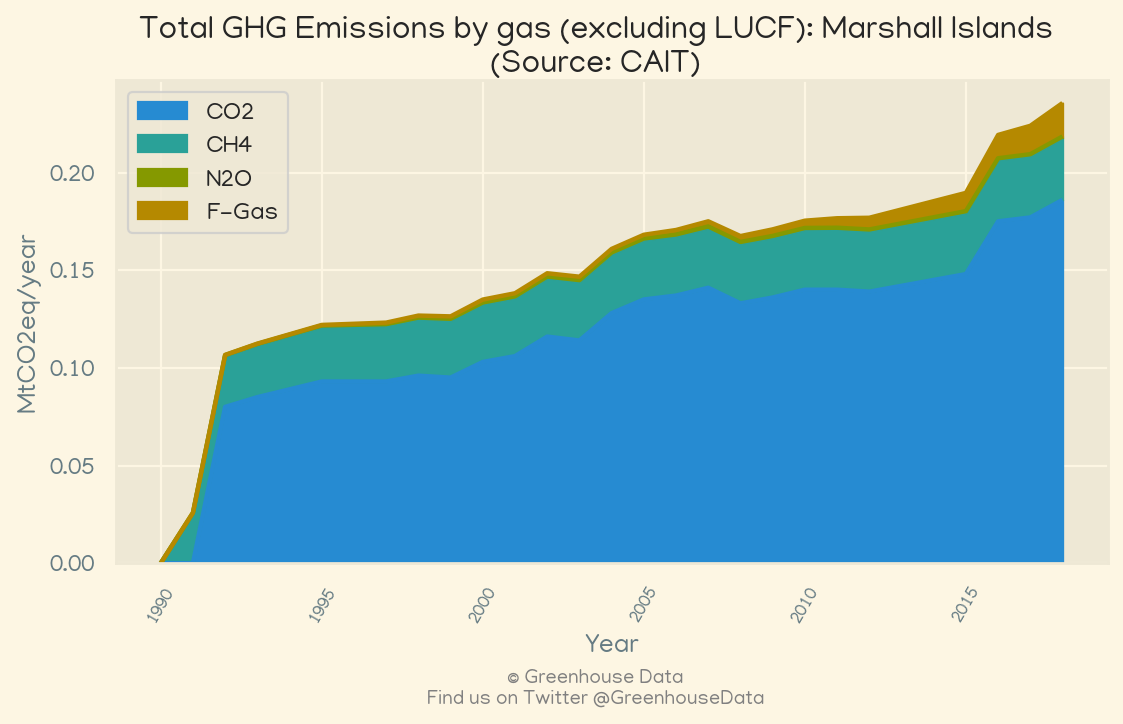 Total GHG Emissions by gas (excluding LUCF): Marshall Islands
(Source: CAIT)
CO2
CH4
N2O
F-Gas
MtCO2eq/year
0.20
0.15
0.10
0.05
0.00
1990 1995 2000 2005 2010 2015
Year
© Greenhouse Data
Find us on Twitter @GreenhouseData